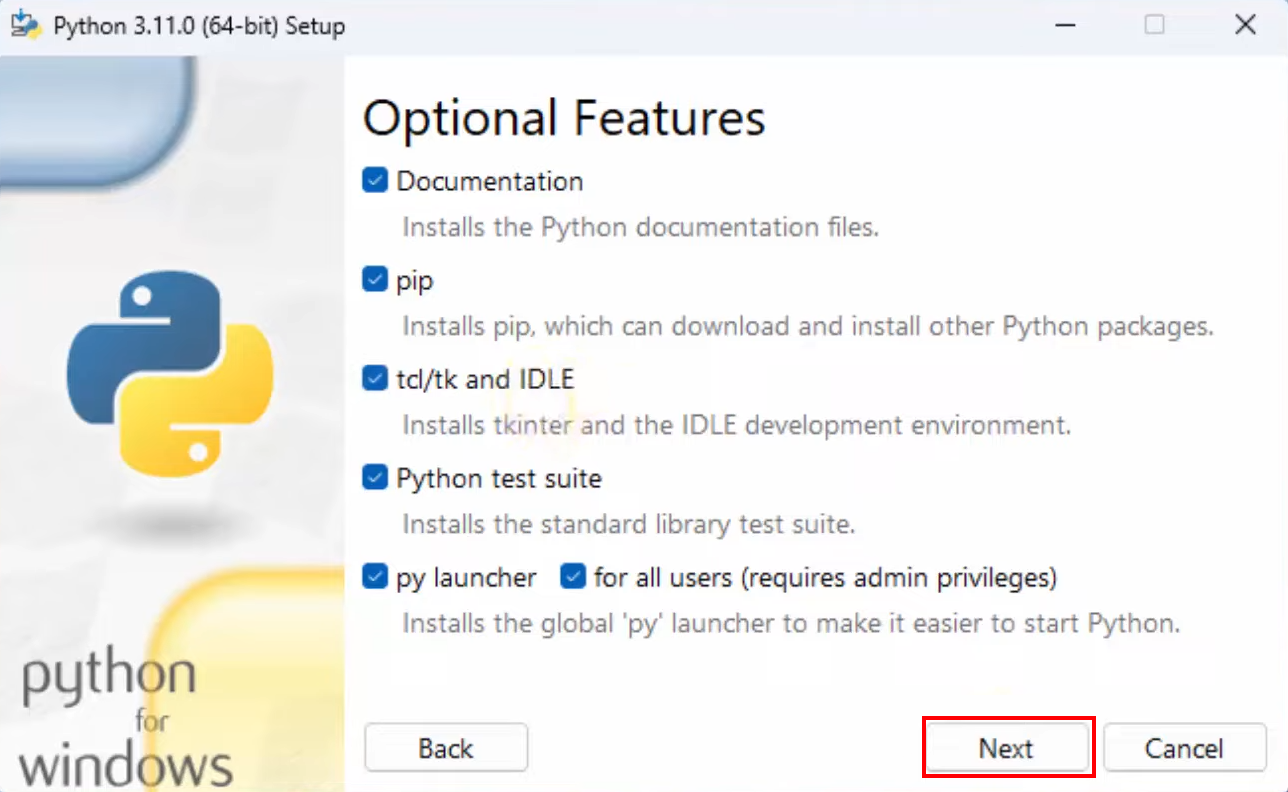 Python 3.11.0 (64-bit) Setup
Optional Features
Documentation
Installs the Python documentation files.
pip
Installs pip, which can download and install other Python packages.
tcl/tk and IDLE
Installs tkinter and the IDLE development environment.
Python test suite
Installs the standard library test suite.
py launcher for all users (requires admin privileges)
Installs the global 'py' launcher to make it easier to start Python.
python
for
windows
Back Next Cancel